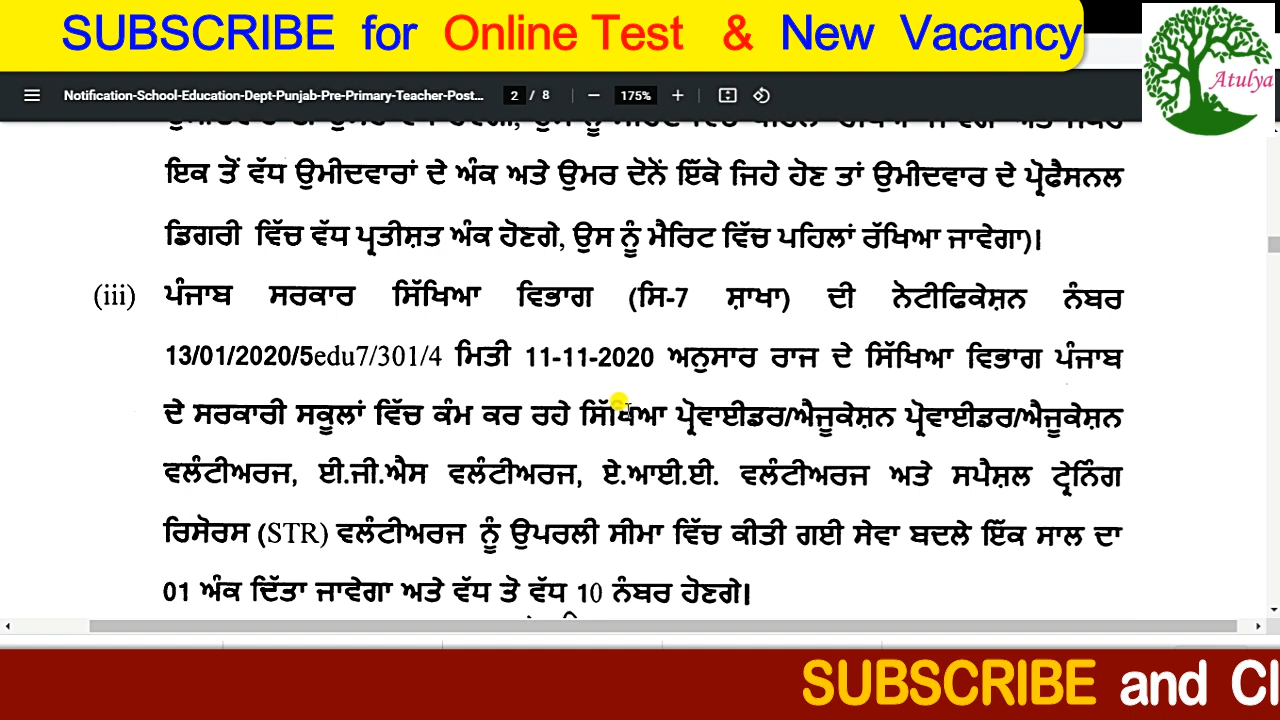 SUBSCRIBE for Online Test & New Vacancy
Atulya
Notification-School-Education-Dept-Punjab-Pre-Primary-Teacher-Post... 2 / 8 175%
ਇਕ ਤੋਂ ਵੱਧ ਉਮੀਦਵਾਰਾਂ ਦੇ ਅੰਕ ਅਤੇ ਉਮਰ ਦੋਨੋਂ ਇੱਕੋ ਜਿਹੇ ਹੋਣ ਤਾਂ ਉਮੀਦਵਾਰ ਦੇ ਪ੍ਰੋਫੈਸਨਲ
ਡਿਗਰੀ ਵਿੱਚ ਵੱਧ ਪ੍ਰਤੀਸ਼ਤ ਅੰਕ ਹੋਣਗੇ, ਉਸ ਨੂੰ ਮੈਰਿਟ ਵਿੱਚ ਪਹਿਲਾਂ ਰੱਖਿਆ ਜਾਵੇਗਾ)।
(iii) ਪੰਜਾਬ ਸਰਕਾਰ ਸਿੱਖਿਆ ਵਿਭਾਗ (ਸਿ-7 ਸ਼ਾਖਾ) ਦੀ ਨੋਟੀਫਿਕੇਸ਼ਨ ਨੰਬਰ
13/01/2020/5edu7/301/4 ਮਿਤੀ 11-11-2020 ਅਨੁਸਾਰ ਰਾਜ ਦੇ ਸਿੱਖਿਆ ਵਿਭਾਗ ਪੰਜਾਬ
ਦੇ ਸਰਕਾਰੀ ਸਕੂਲਾਂ ਵਿੱਚ ਕੰਮ ਕਰ ਰਹੇ ਸਿੱਖਿਆ ਪ੍ਰੋਵਾਈਡਰ/ਐਜੂਕੇਸ਼ਨ ਪ੍ਰੋਵਾਈਡਰ/ਐਜੂਕੇਸ਼ਨ
ਵਲੰਟੀਅਰਜ, ਈ.ਜੀ.ਐਸ ਵਲੰਟੀਅਰਜ, ਏ.ਆਈ.ਈ. ਵਲੰਟੀਅਰਜ ਅਤੇ ਸਪੈਸ਼ਲ ਟ੍ਰੇਨਿੰਗ
ਰਿਸੋਰਸ (STR) ਵਲੰਟੀਅਰਜ ਨੂੰ ਉਪਰਲੀ ਸੀਮਾ ਵਿੱਚ ਕੀਤੀ ਗਈ ਸੇਵਾ ਬਦਲੇ ਇੱਕ ਸਾਲ ਦਾ
01 ਅੰਕ ਦਿੱਤਾ ਜਾਵੇਗਾ ਅਤੇ ਵੱਧ ਤੋ ਵੱਧ 10 ਨੰਬਰ ਹੋਣਗੇ।
SUBSCRIBE and Cl